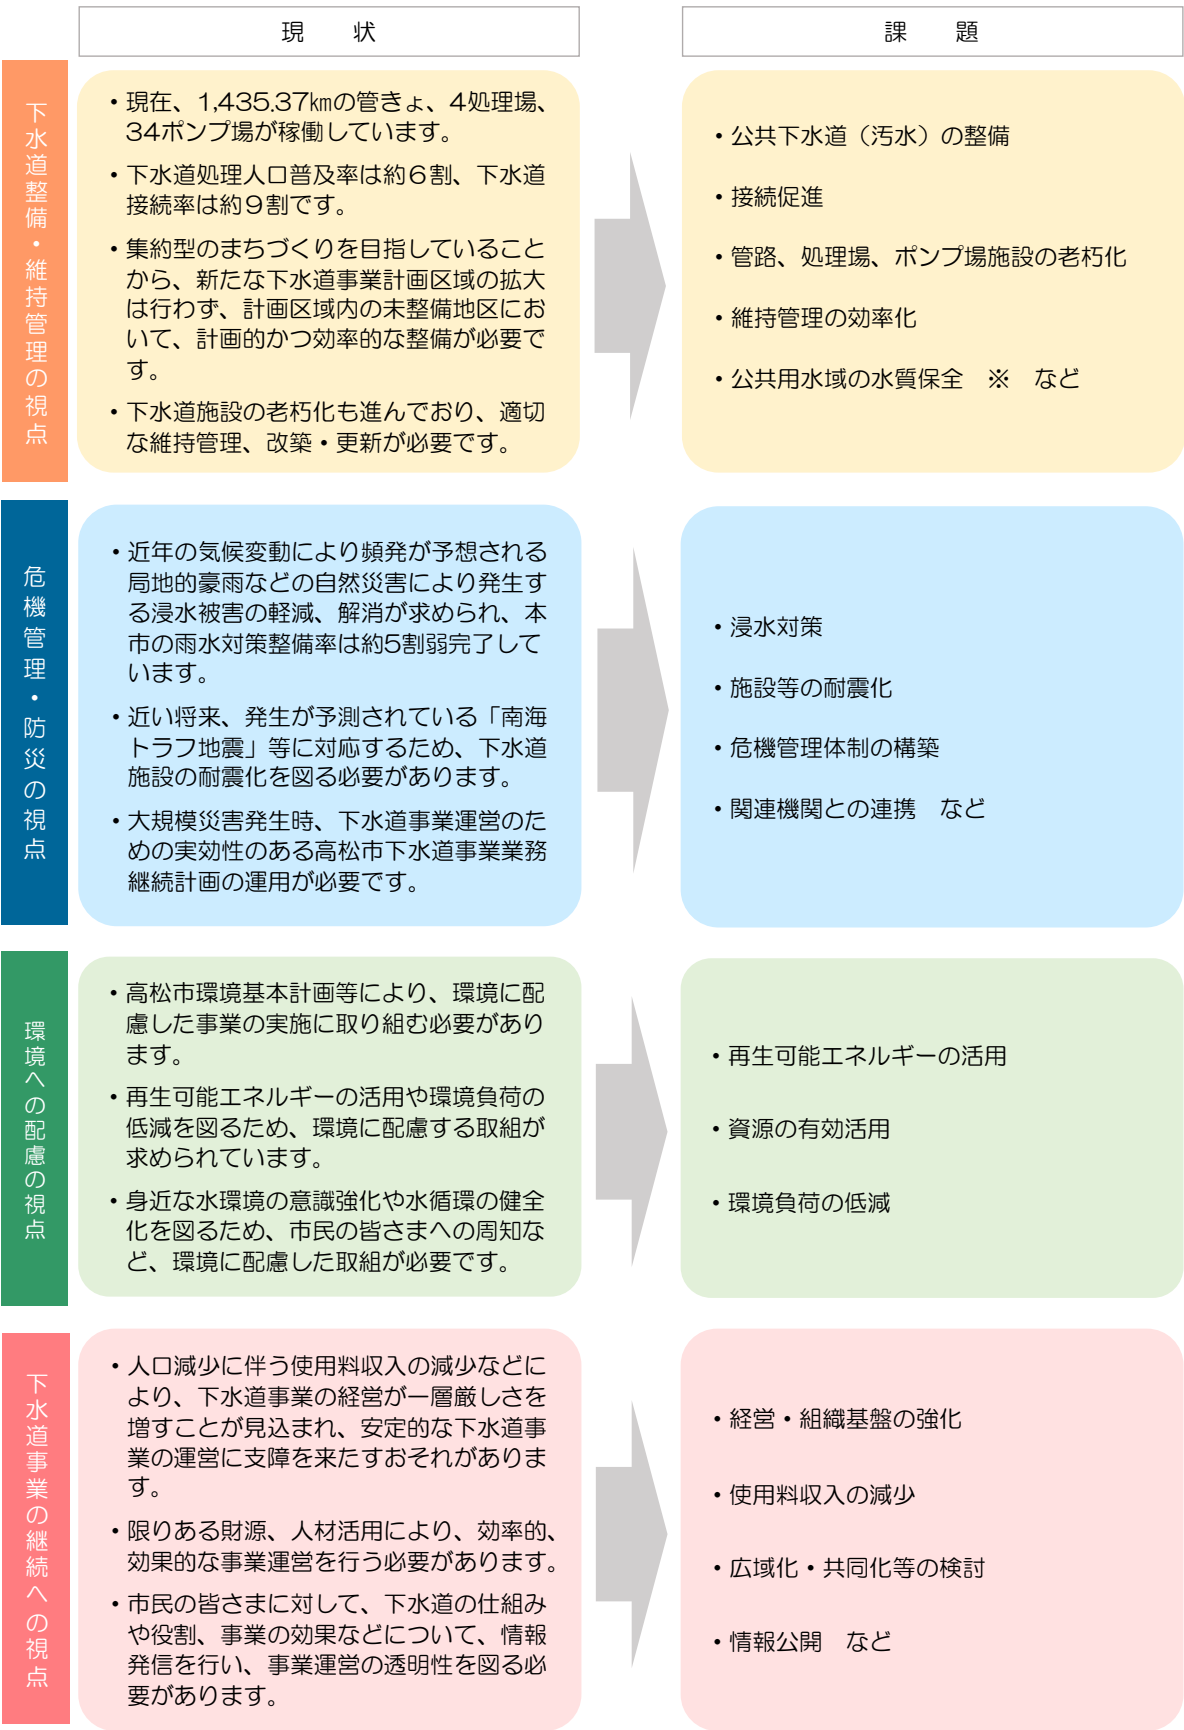 現　状
課　題
下水道整備・維持管理の視点
・現在、1,435.37㎞の管きょ、4処理場、
34ポンプ場が稼働しています。
・下水道処理人口普及率は約６割、下水道
接続率は約９割です。
・集約型のまちづくりを目指していること
から、新たな下水道事業計画区域の拡大
は行わず、計画区域内の未整備地区にお
いて、計画的かつ効率的な整備が必要で
す。
・下水道施設の老朽化も進んでおり、適切
な維持管理、改築・更新が必要です。
・公共下水道（汚水）の整備
・接続促進
・管路、処理場、ポンプ場施設の老朽化
・維持管理の効率化
・公共用水域の水質保全　※　など
危機管理・防災の視点
・近年の気候変動により頻発が予想される
局地的豪雨などの自然災害により発生す
る浸水被害の軽減、解消が求められ、本
市の雨水対策整備率は約5割弱完了して
います。
・近い将来、発生が予測されている「南海
トラフ地震」等に対応するため、下水道
施設の耐震化を図る必要があります。
・大規模災害発生時、下水道事業運営のた
めの実効性のある高松市下水道事業業務
継続計画の運用が必要です。
・浸水対策
・施設等の耐震化
・危機管理体制の構築
・関連機関との連携　など
環境への配慮の視点
・高松市環境基本計画等により、環境に配
慮した事業の実施に取り組む必要があり
ます。
・再生可能エネルギーの活用や環境負荷の
低減を図るため、環境に配慮する取組が
求められています。
・身近な水環境の意識強化や水循環の健全
化を図るため、市民の皆さまへの周知な
ど、環境に配慮した取組が必要です。
・再生可能エネルギーの活用
・資源の有効活用
・環境負荷の低減
下水道事業の継続への視点
・人口減少に伴う使用料収入の減少などに
より、下水道事業の経営が一層厳しさを
増すことが見込まれ、安定的な下水道事
業の運営に支障を来たすおそれがありま
す。
・限りある財源、人材活用により、効率的、
効果的な事業運営を行う必要があります。
・市民の皆さまに対して、下水道の仕組み
や役割、事業の効果などについて、情報
発信を行い、事業運営の透明性を図る必
要があります。
・経営・組織基盤の強化
・使用料収入の減少
・広域化・共同化等の検討
・情報公開　など